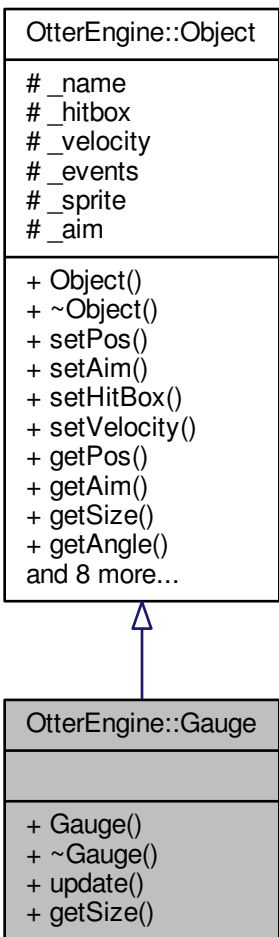 OtterEngine::Object
# _name
# _hitbox
# _velocity
# _events
# _sprite
# _aim
+ Object()
+ ~Object()
+ setPos()
+ setAim()
+ setHitBox()
+ setVelocity()
+ getPos()
+ getAim()
+ getSize()
+ getAngle()
and 8 more...
OtterEngine::Gauge
+ Gauge()
+ ~Gauge()
+ update()
+ getSize()